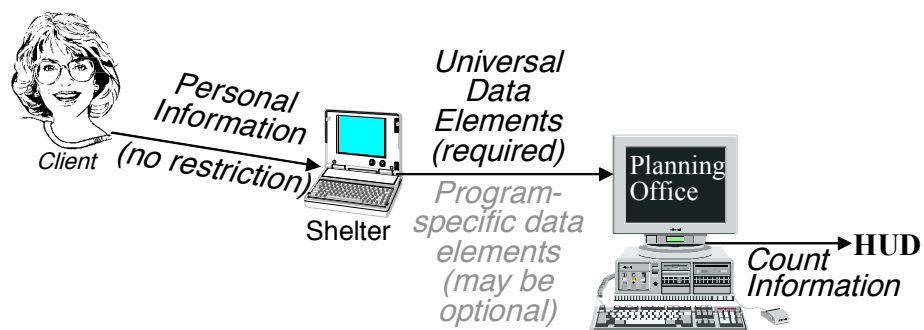 Client
Personal
Information
(no restriction)
Shelter
Universal
Data
Elements
(required)
Program-
specific data
elements
(may be
optional)
Planning
Office
Count
Information
HUD